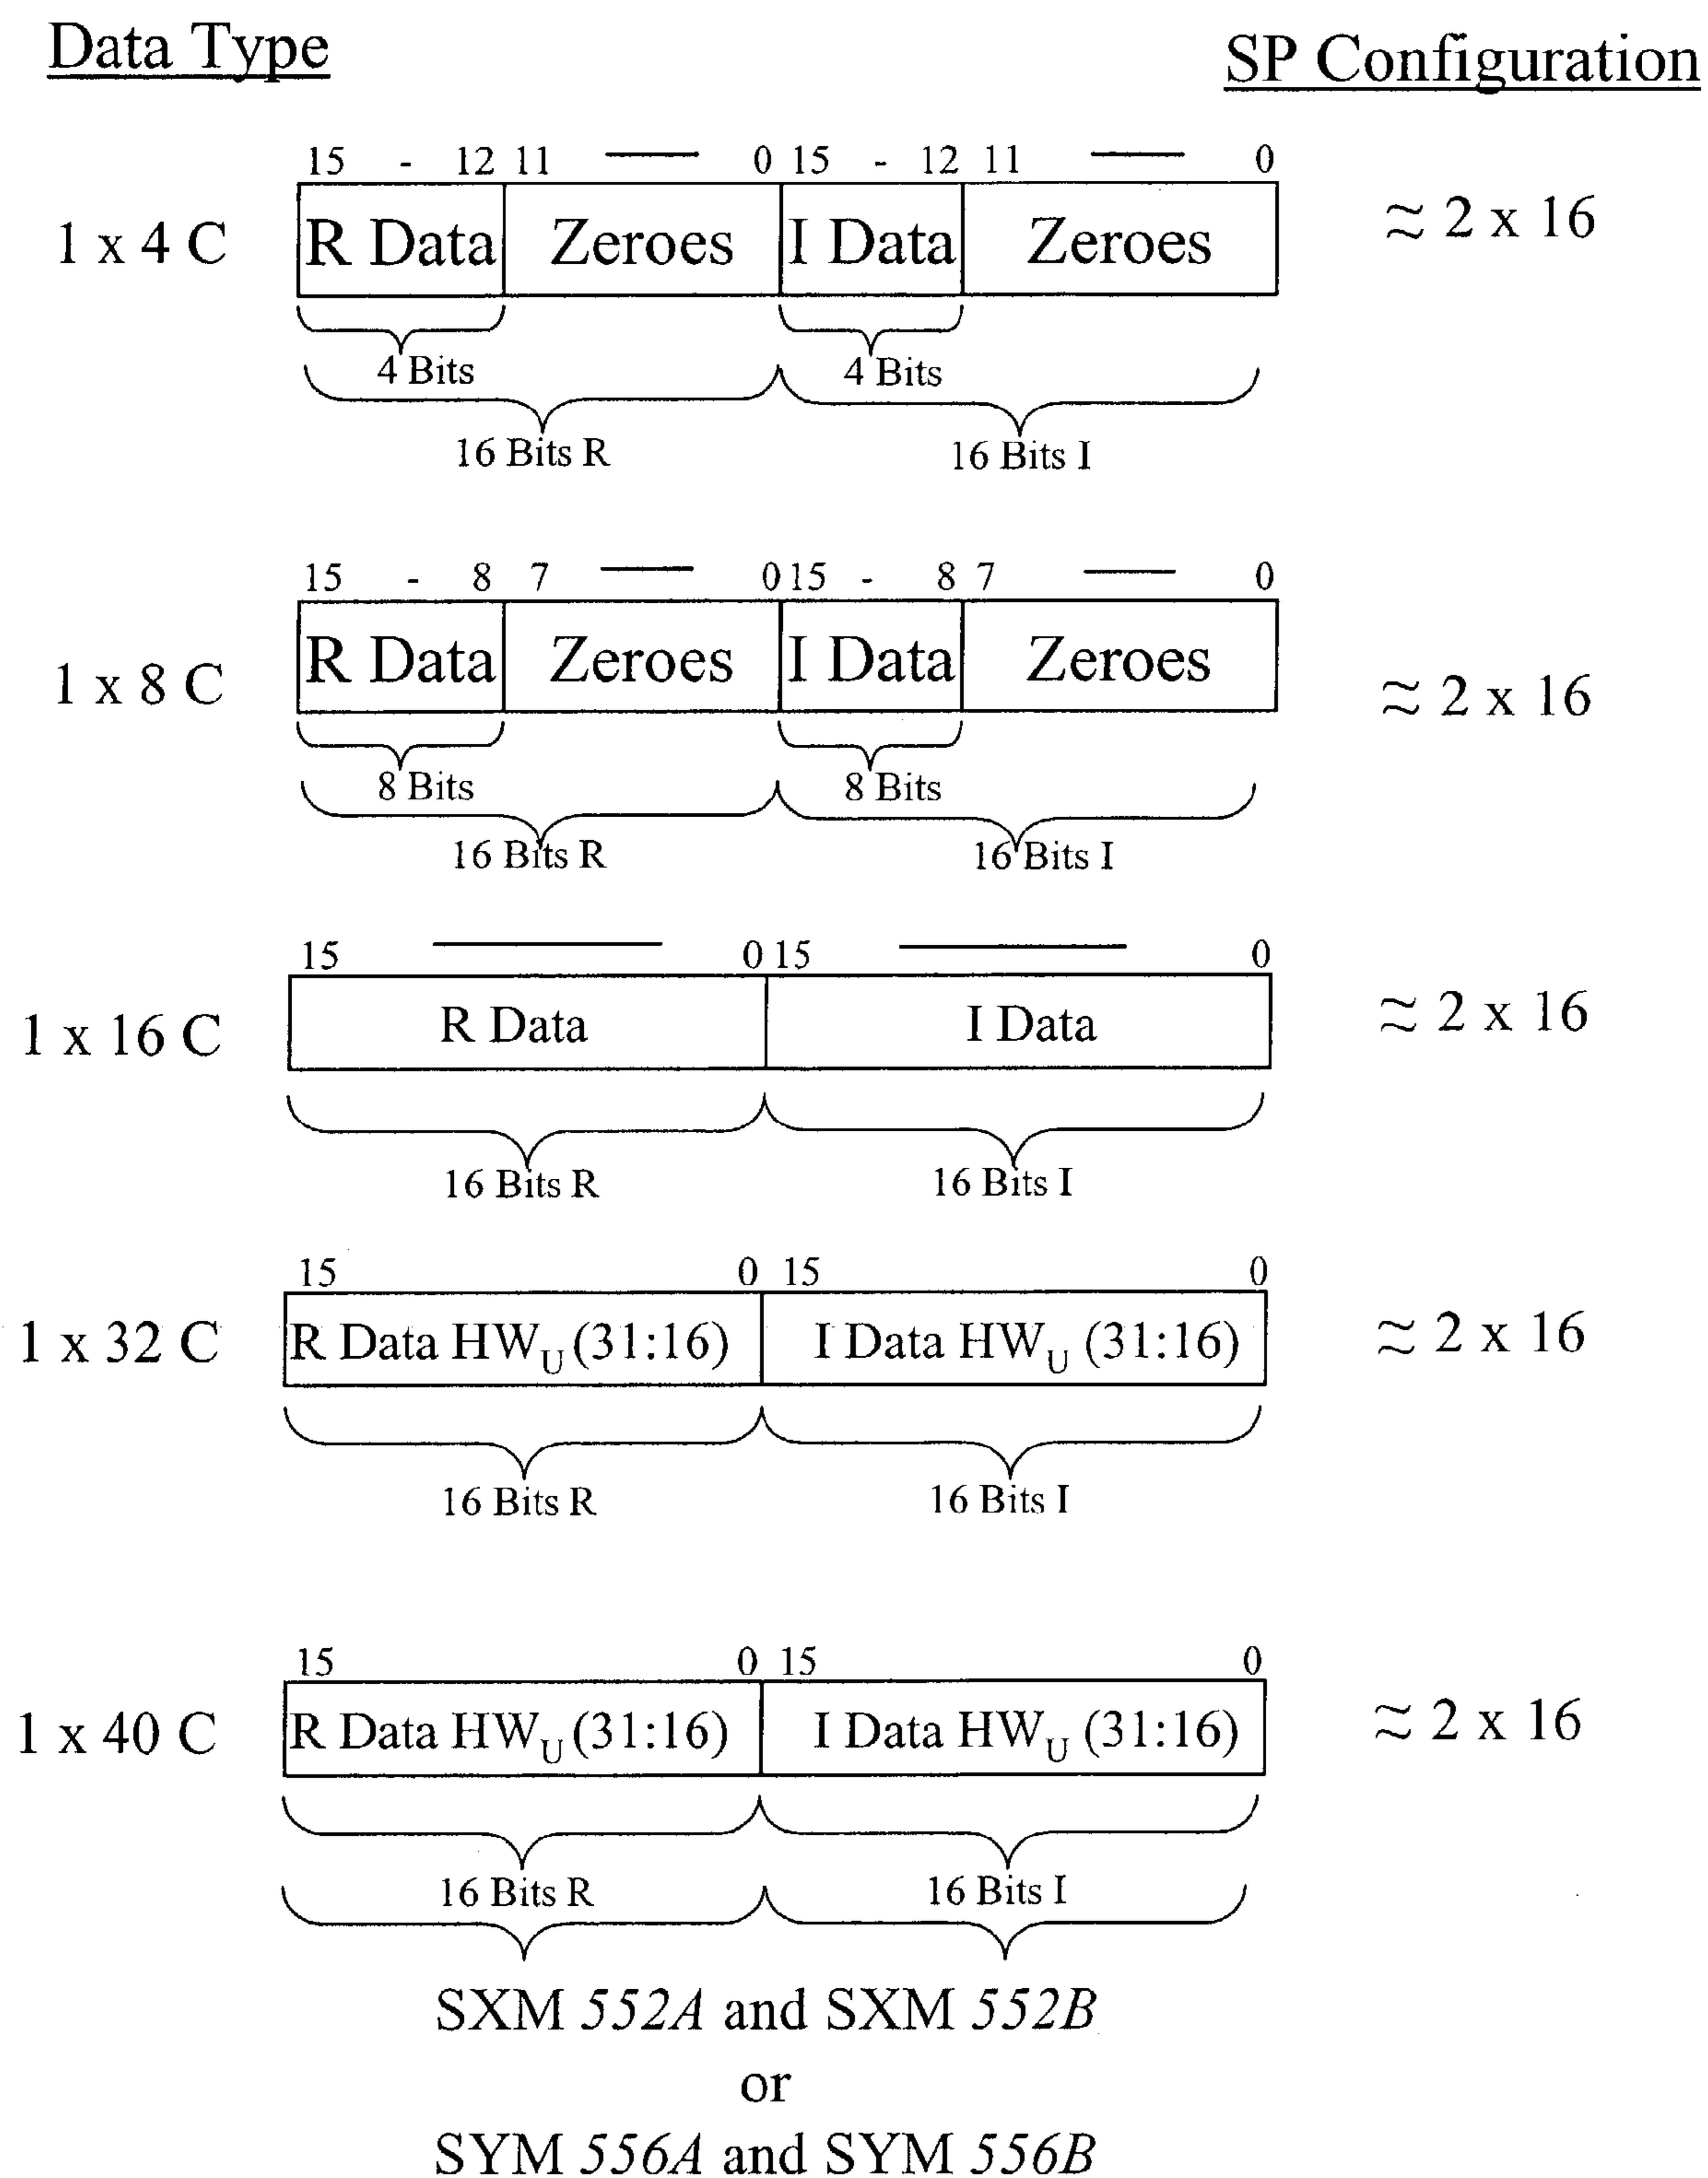 Data Type SP Configuration
15 - 12 11 — 0 15 - 12 11 — 0
1 x 4 C R Data Zeroes I Data Zeroes ≈ 2 x 16
4 Bits 4 Bits
16 Bits R 16 Bits I
15 - 8 7 — 0 15 - 8 7 — 0
1 x 8 C R Data Zeroes I Data Zeroes ≈ 2 x 16
8 Bits 8 Bits
16 Bits R 16 Bits I
15 — 0 15 — 0
1 x 16 C R Data I Data ≈ 2 x 16
16 Bits R 16 Bits I
15 0 15 0
1 x 32 C R Data HWU (31:16) I Data HWU (31:16) ≈ 2 x 16
16 Bits R 16 Bits I
15 0 15 0
1 x 40 C R Data HWU (31:16) I Data HWU (31:16) ≈ 2 x 16
16 Bits R 16 Bits I
SXM 552A and SXM 552B
or
SYM 556A and SYM 556B